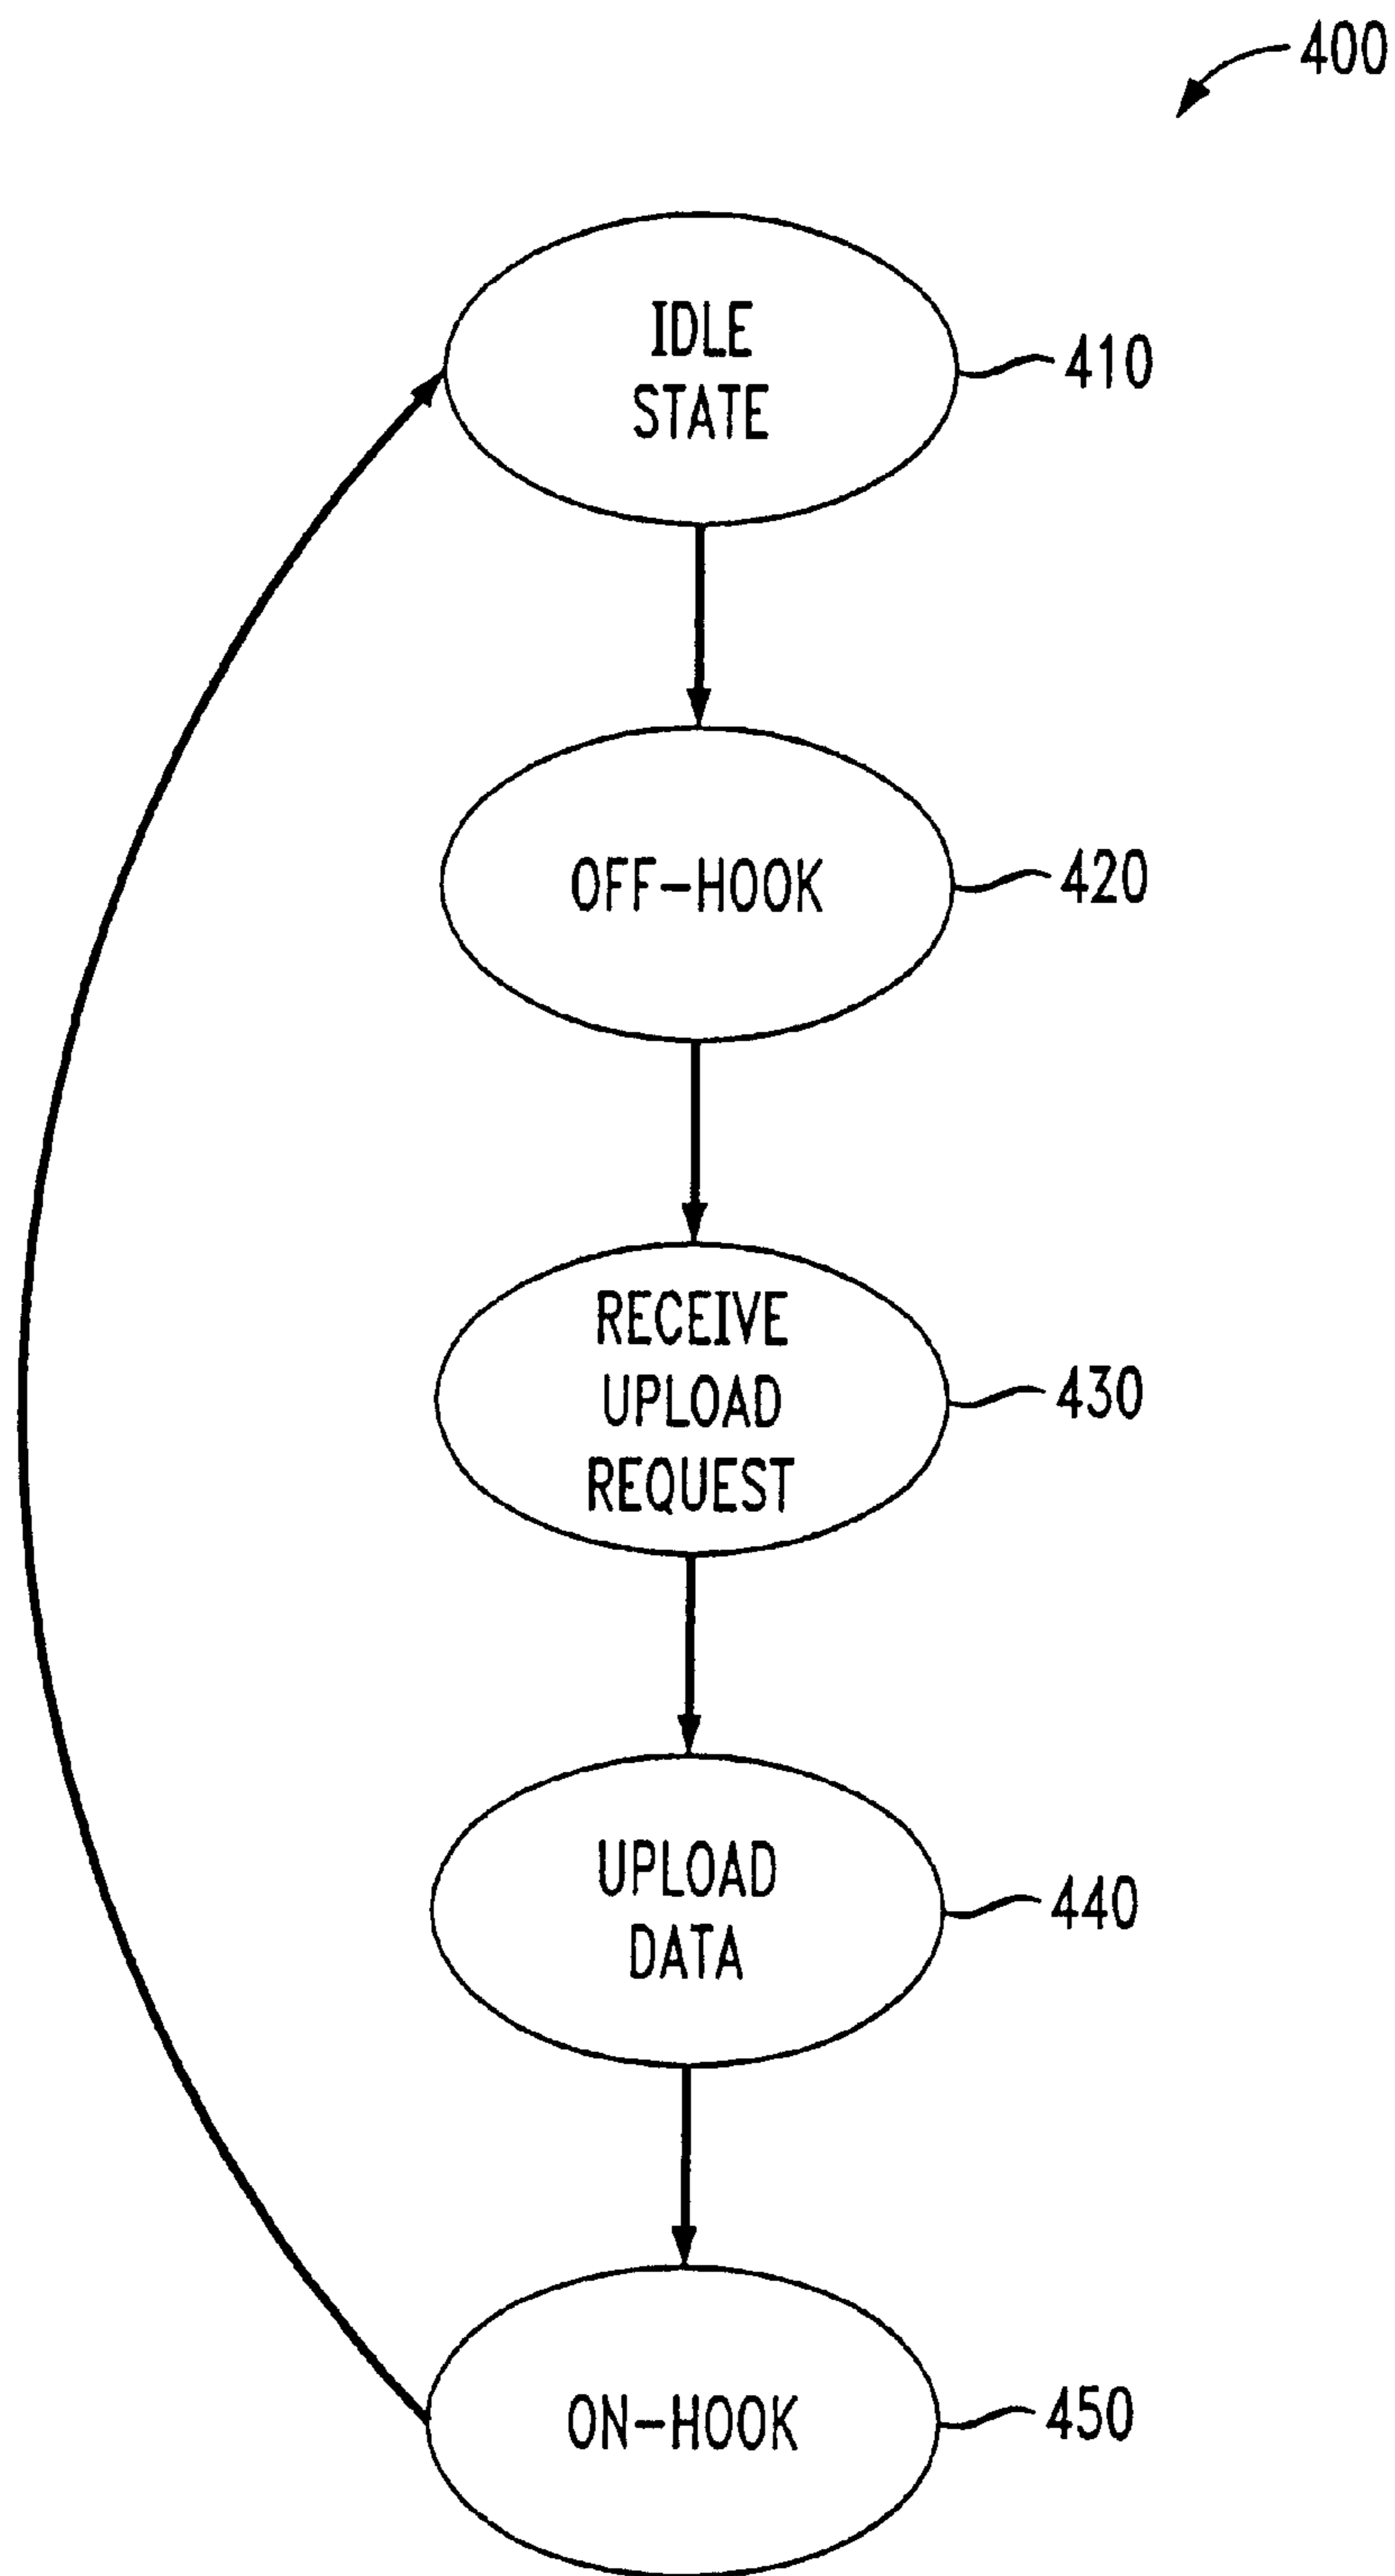 400
IDLE
STATE
410
OFF-HOOK
420
RECEIVE
UPLOAD
REQUEST
430
UPLOAD
DATA
440
ON-HOOK
450